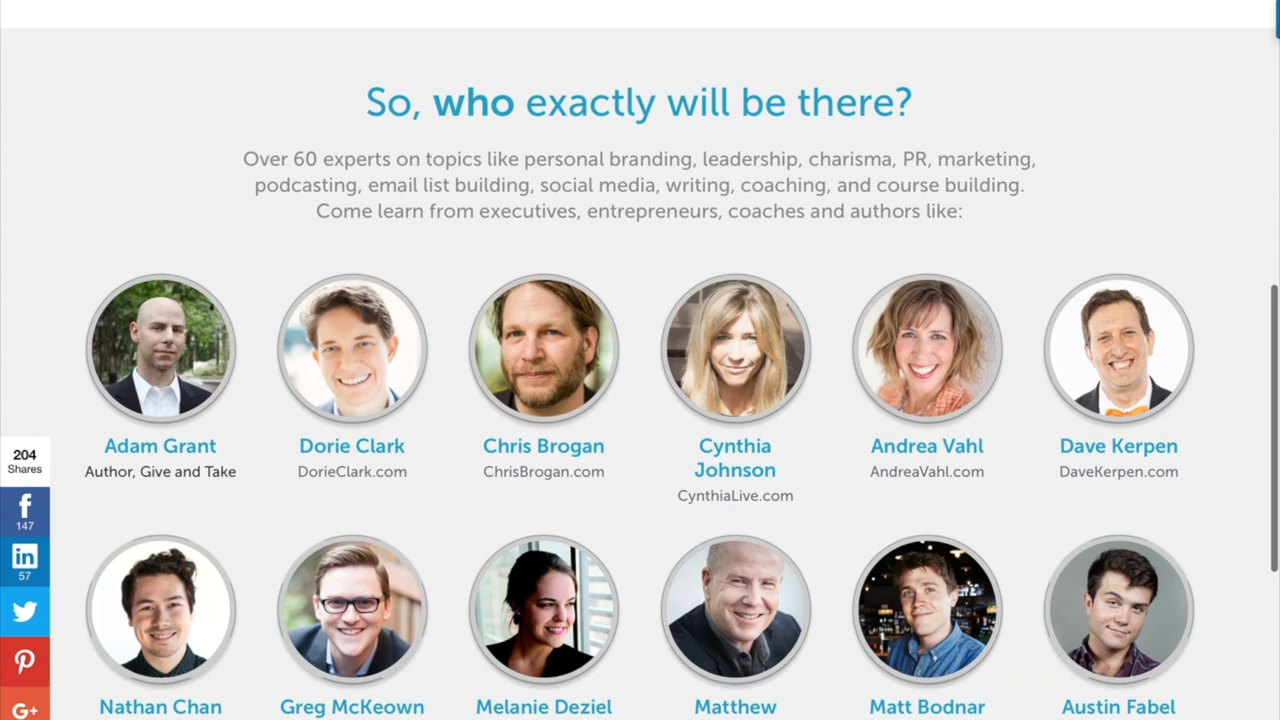 So, who exactly will be there?
Over 60 experts on topics like personal branding, leadership, charisma, PR, marketing,
podcasting, email list building, social media, writing, coaching, and course building.
Come learn from executives, entrepreneurs, coaches and authors like:
Adam Grant
Author, Give and Take
Dorie Clark
DorieClark.com
Chris Brogan
ChrisBrogan.com
Cynthia
Johnson
CynthiaLive.com
Andrea Vahl
AndreaVahl.com
Dave Kerpen
DaveKerpen.com
204
Shares
f
147
in
57
G+
Nathan Chan
Greg McKeown
Melanie Deziel
Matthew
Matt Bodnar
Austin Fabel